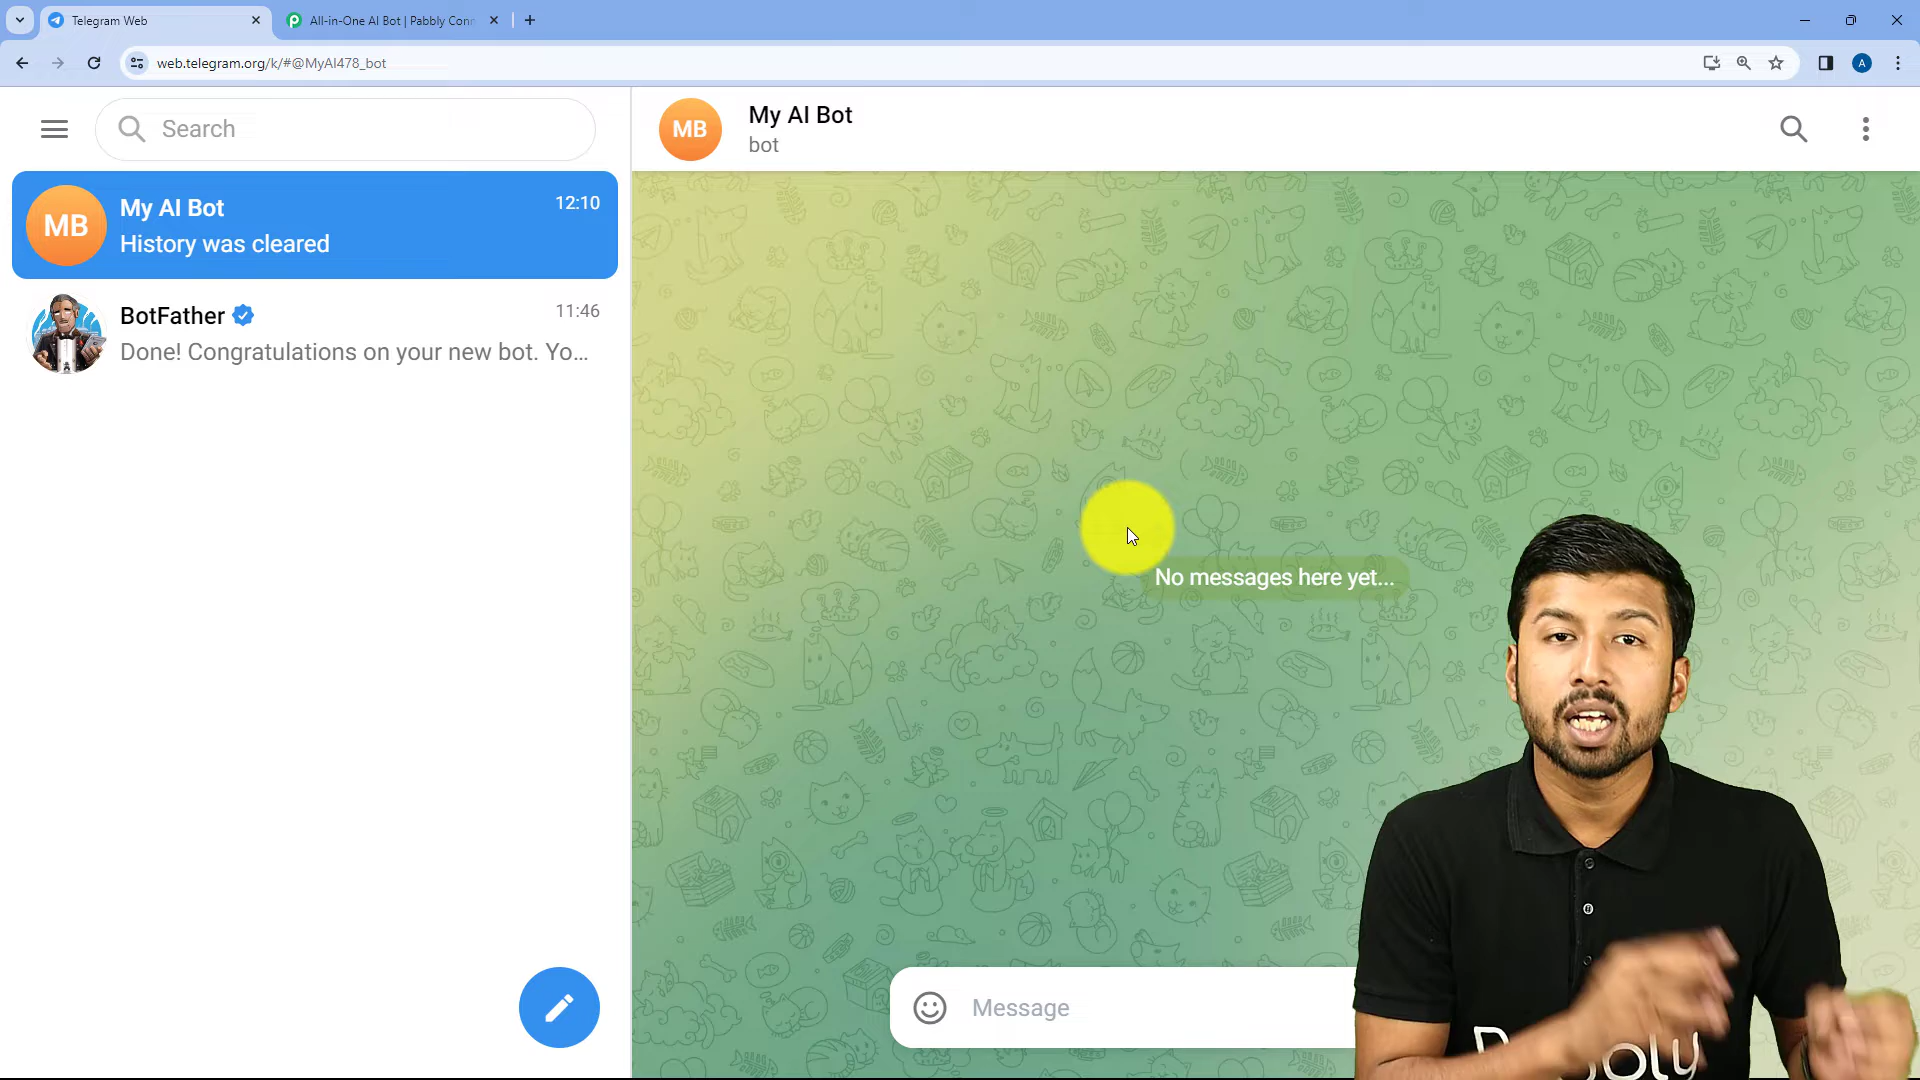 Telegram Web
All-in-One AI Bot | Pabbly Conn
web.telegram.org/k/#@MyAI478_bot
A
Search
MB
My AI Bot
12:10
History was cleared
BotFather
11:46
Done! Congratulations on your new bot. Yo...
MB
My AI Bot
bot
No messages here yet...
Message